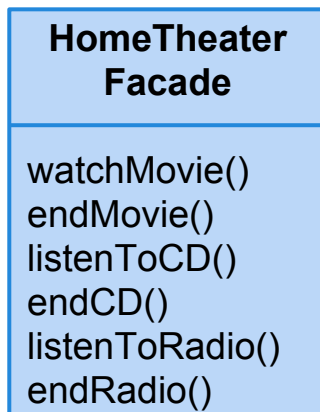 HomeTheater
Facade
watchMovie()
endMovie()
listenToCD()
endCD()
listenToRadio()
endRadio()